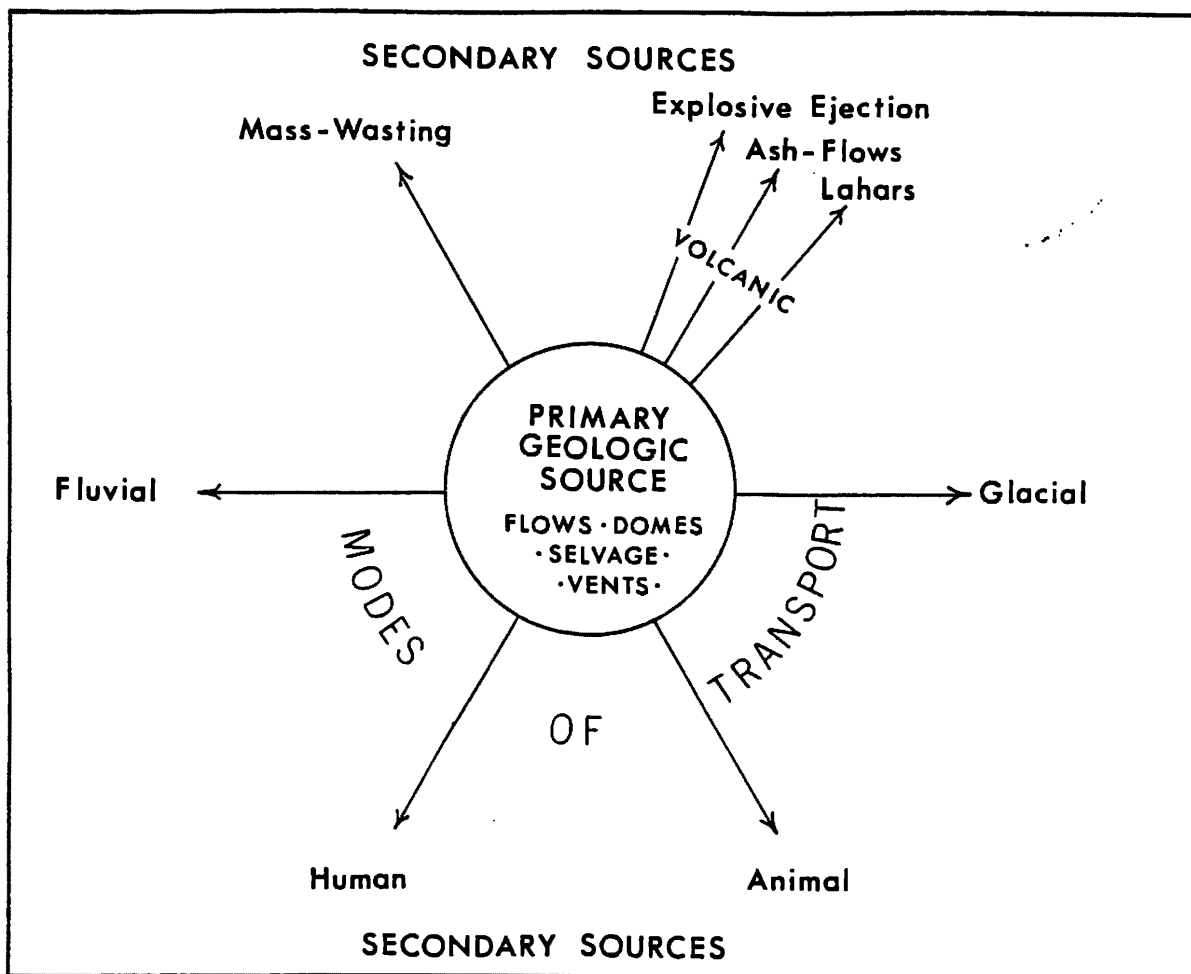 SECONDARY SOURCES
Explosive Ejection
Mass-Wasting
Ash-Flows
Lahars
VOLCANIC
PRIMARY
GEOLOGIC
SOURCE
FLOWS · DOMES
· SELVAGE ·
· VENTS ·
Fluvial
Glacial
MODES
OF
TRANSPORT
Human
Animal
SECONDARY SOURCES